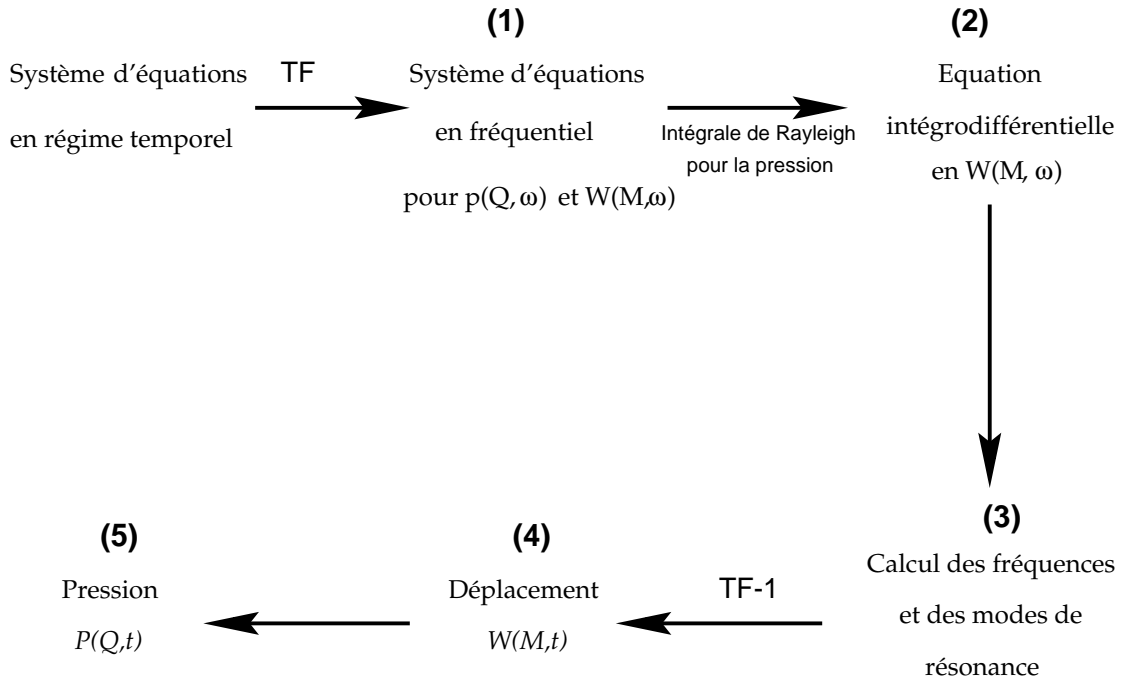 (1)
(2)
Système d'équations
en régime temporel
TF
Système d'équations
en fréquentiel
pour p(Q, ω) et W(M,ω)
Intégrale de Rayleigh
pour la pression
Equation
intégrodifférentielle
en W(M, ω)
(3)
Calcul des fréquences
et des modes de
résonance
TF-1
(4)
Déplacement
W(M,t)
(5)
Pression
P(Q,t)